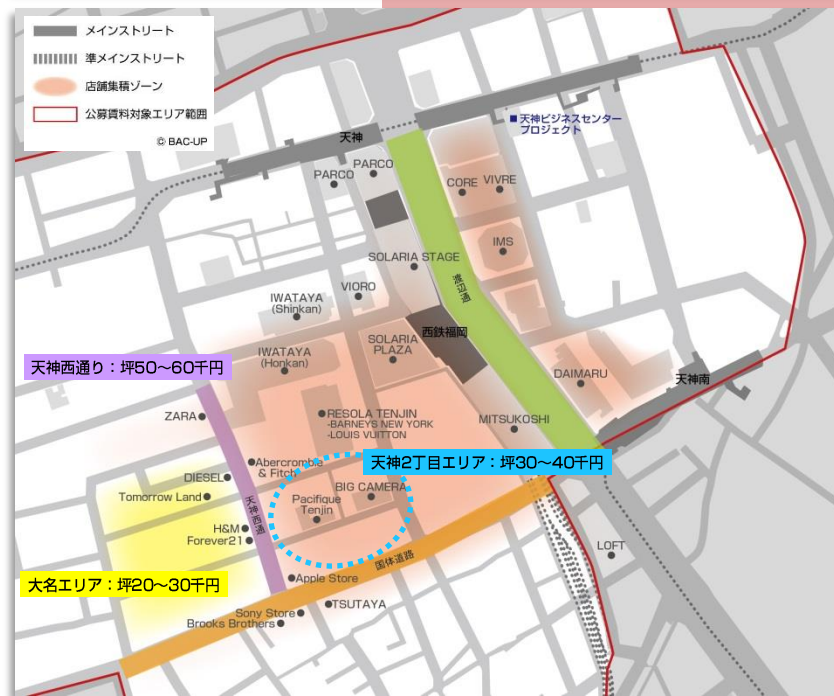 メインストリート
準メインストリート
店舗集積ゾーン
公募賃料対象エリア範囲
© BAC-UP
天神
■天神ビジネスセンター
プロジェクト
PARCO
PARCO
CORE
VIVRE
IMS
SOLARIA STAGE
渡辺通
VIORO
IWATAYA
(Shinkan)
西鉄福岡
SOLARIA
PLAZA
IWATAYA
(Honkan)
天神西通り：坪50～60千円
DAIMARU
天神南
ZARA
RESOLA TENJIN
-BARNEYS NEW YORK
-LOUIS VUITTON
MITSUKOSHI
天神2丁目エリア：坪30～40千円
Abercrombie
& Fitch
DIESEL
Tomorrow Land
BIG CAMERA
Pacifique
Tenjin
天神西通
H&M
Forever21
LOFT
国体道路
大名エリア：坪20～30千円
Apple Store
TSUTAYA
Sony Store
Brooks Brothers